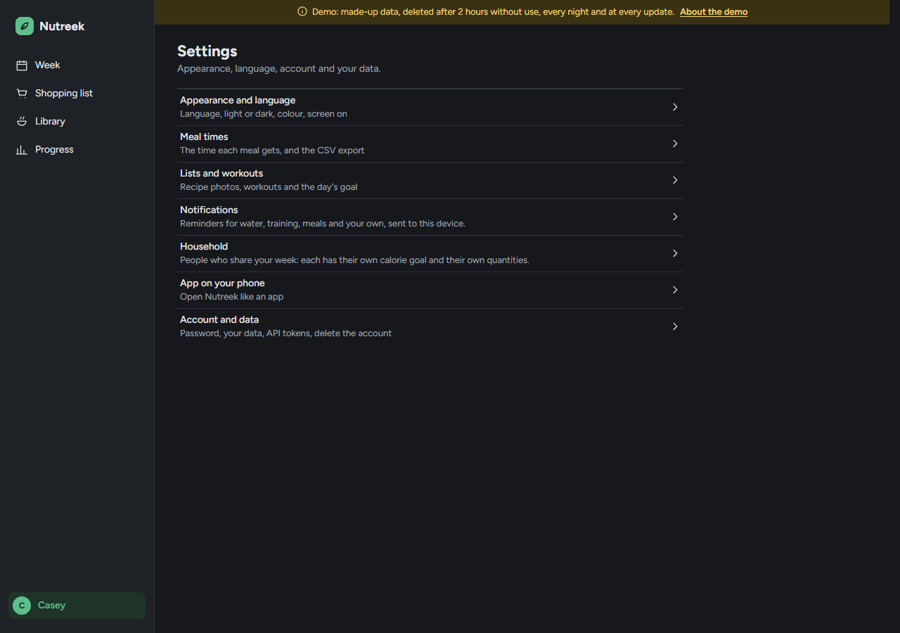 Nutreek
Week
Shopping list
Library
Progress
C
Casey
Demo: made-up data, deleted after 2 hours without use, every night and at every update. About the demo
Settings
Appearance, language, account and your data.
Appearance and language
Language, light or dark, colour, screen on
Meal times
The time each meal gets, and the CSV export
Lists and workouts
Recipe photos, workouts and the day's goal
Notifications
Reminders for water, training, meals and your own, sent to this device.
Household
People who share your week: each has their own calorie goal and their own quantities.
App on your phone
Open Nutreek like an app
Account and data
Password, your data, API tokens, delete the account